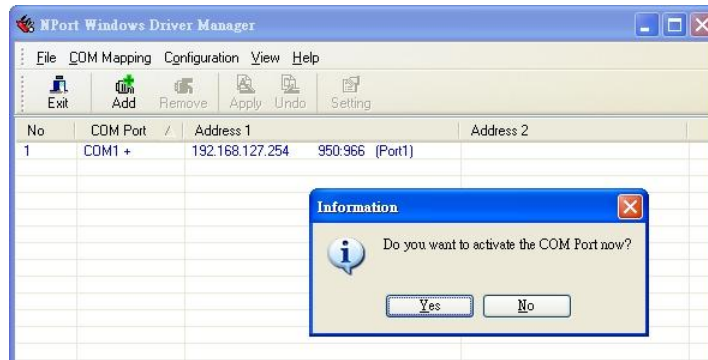 NPort Windows Driver Manager
File COM Mapping Configuration View Help
Exit Add Remove Apply Undo Setting
No COM Port Address 1 Address 2
1 COM1 + 192.168.127.254 950:966 (Port1)
Information
Do you want to activate the COM Port now?
Yes No